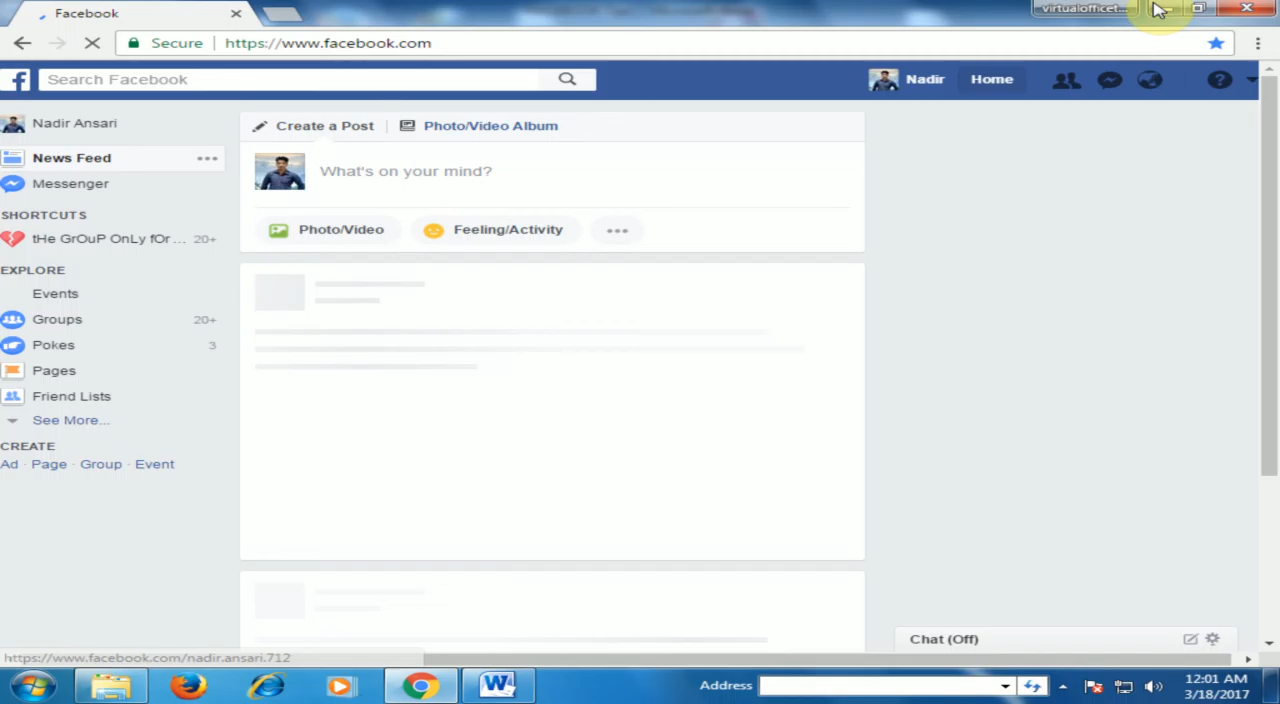 Facebook
virtualofficet...
Secure
https://www.facebook.com
Search Facebook
Nadir
Home
Nadir Ansari
News Feed
Messenger
SHORTCUTS
tHe GrOuP OnLy fOr ... 20+
EXPLORE
Events
Groups 20+
Pokes 3
Pages
Friend Lists
See More...
CREATE
Ad · Page · Group · Event
Create a Post
Photo/Video Album
What's on your mind?
Photo/Video
Feeling/Activity
Chat (Off)
https://www.facebook.com/nadir.ansari.712
Address
12:01 AM
3/18/2017